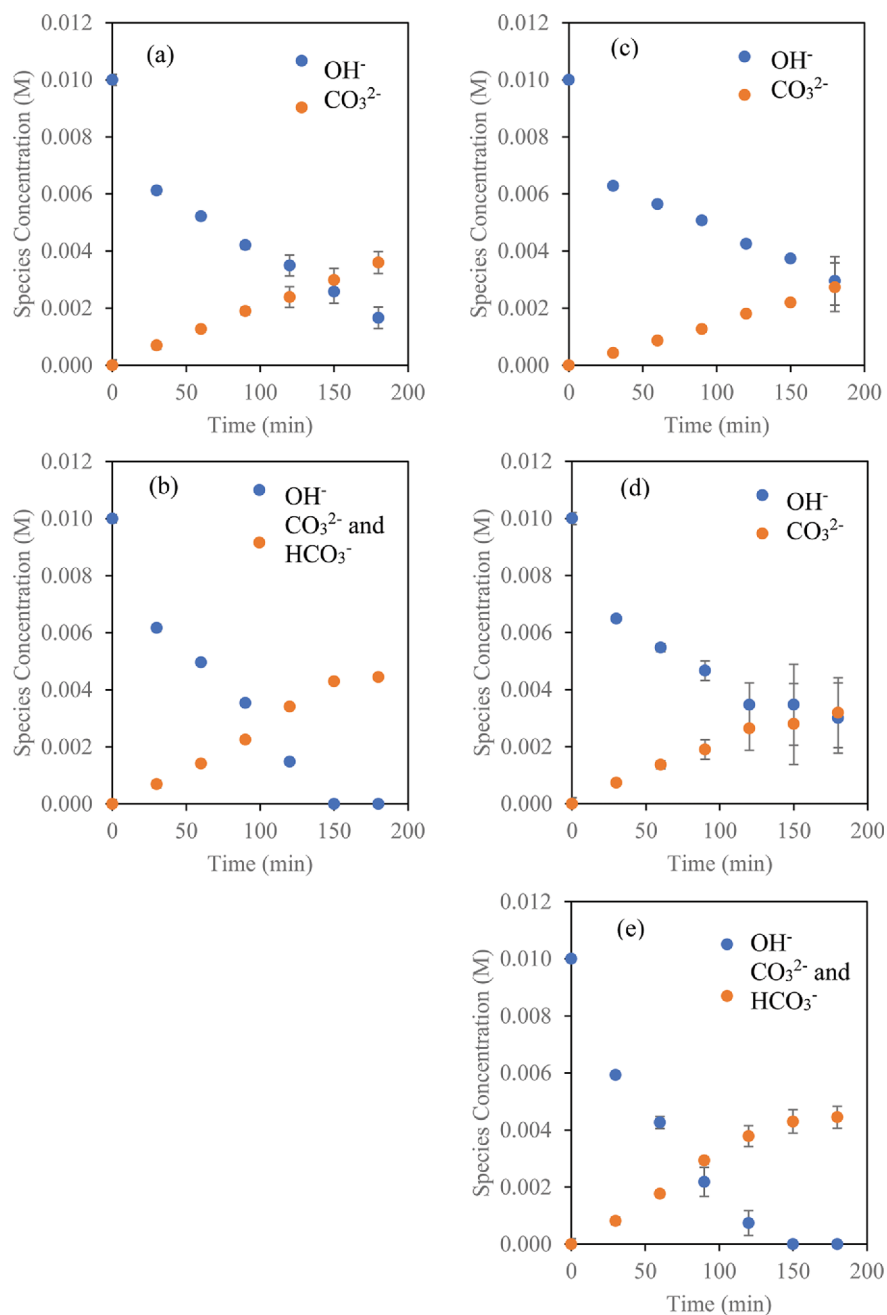 (a)
OH⁻
CO₃²⁻
Species Concentration (M)
0.012
0.010
0.008
0.006
0.004
0.002
0.000
0 50 100 150 200
Time (min)
(c)
OH⁻
CO₃²⁻
Species Concentration (M)
0.012
0.010
0.008
0.006
0.004
0.002
0.000
0 50 100 150 200
Time (min)
(b)
OH⁻
CO₃²⁻ and
HCO₃⁻
Species Concentration (M)
0.012
0.010
0.008
0.006
0.004
0.002
0.000
0 50 100 150 200
Time (min)
(d)
OH⁻
CO₃²⁻
Species Concentration (M)
0.012
0.010
0.008
0.006
0.004
0.002
0.000
0 50 100 150 200
Time (min)
(e)
OH⁻
CO₃²⁻ and
HCO₃⁻
Species Concentration (M)
0.012
0.010
0.008
0.006
0.004
0.002
0.000
0 50 100 150 200
Time (min)